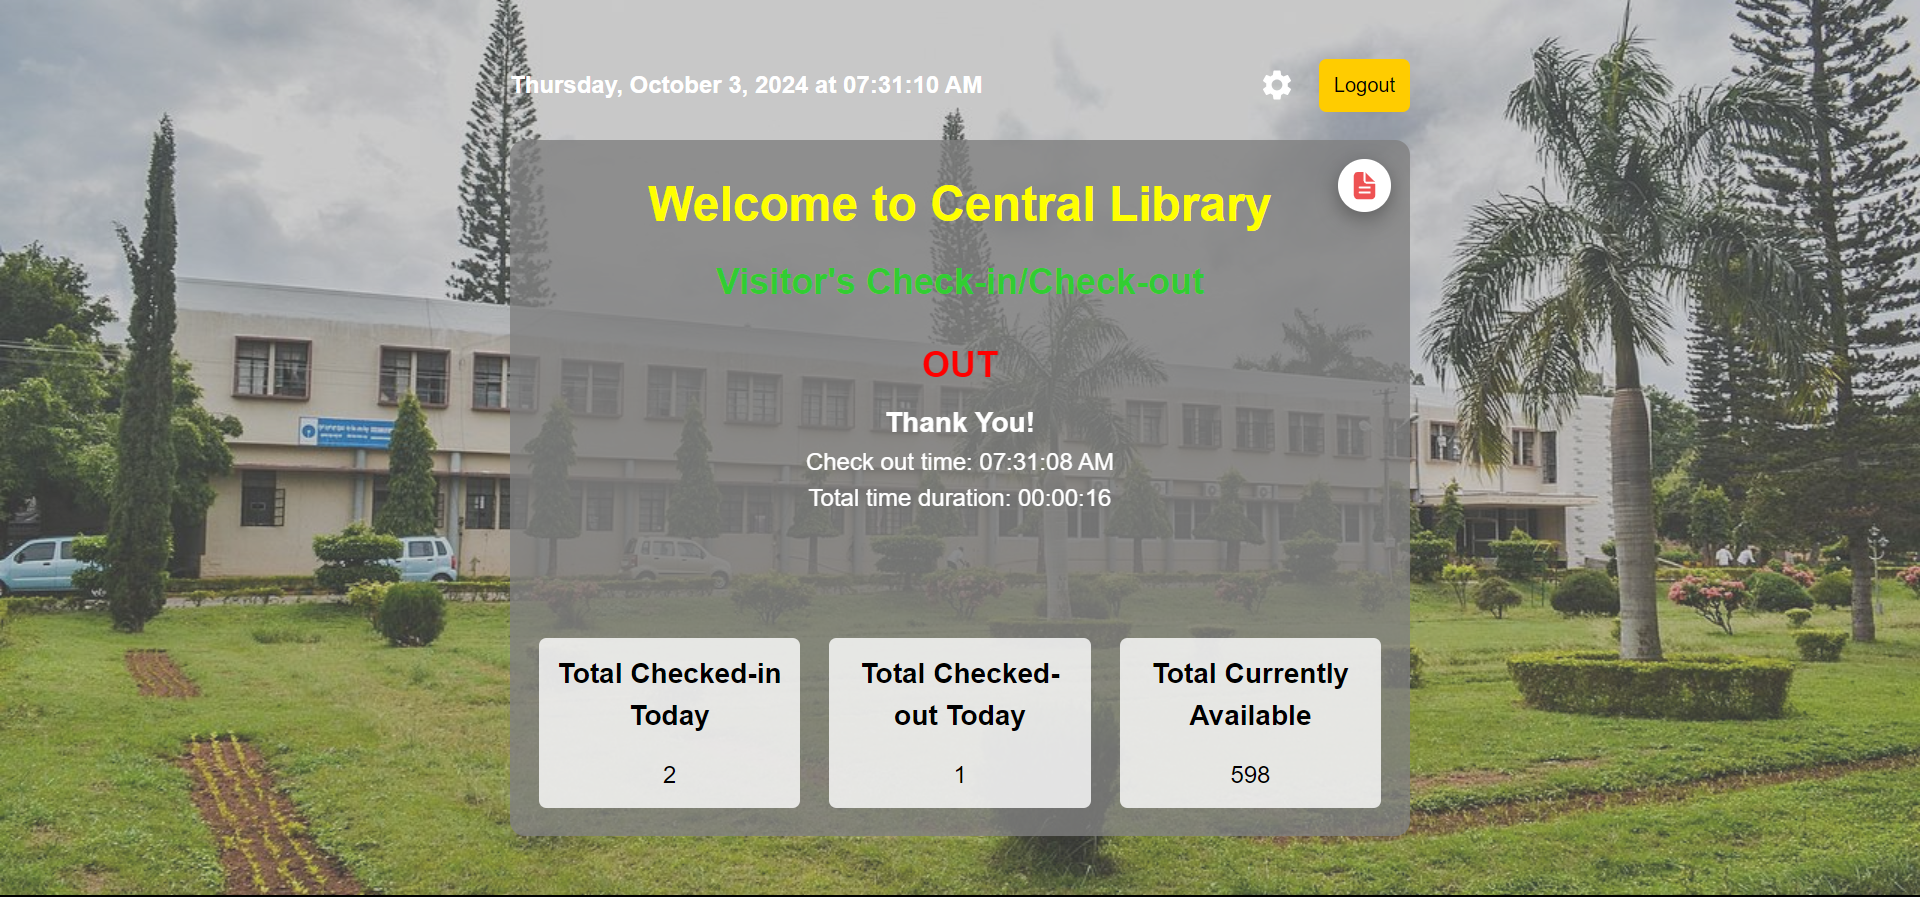 Thursday, October 3, 2024 at 07:31:10 AM
Logout
Welcome to Central Library
Visitor's Check-in/Check-out
OUT
Thank You!
Check out time: 07:31:08 AM
Total time duration: 00:00:16
Total Checked-in
Today
2
Total Checked-
out Today
1
Total Currently
Available
598